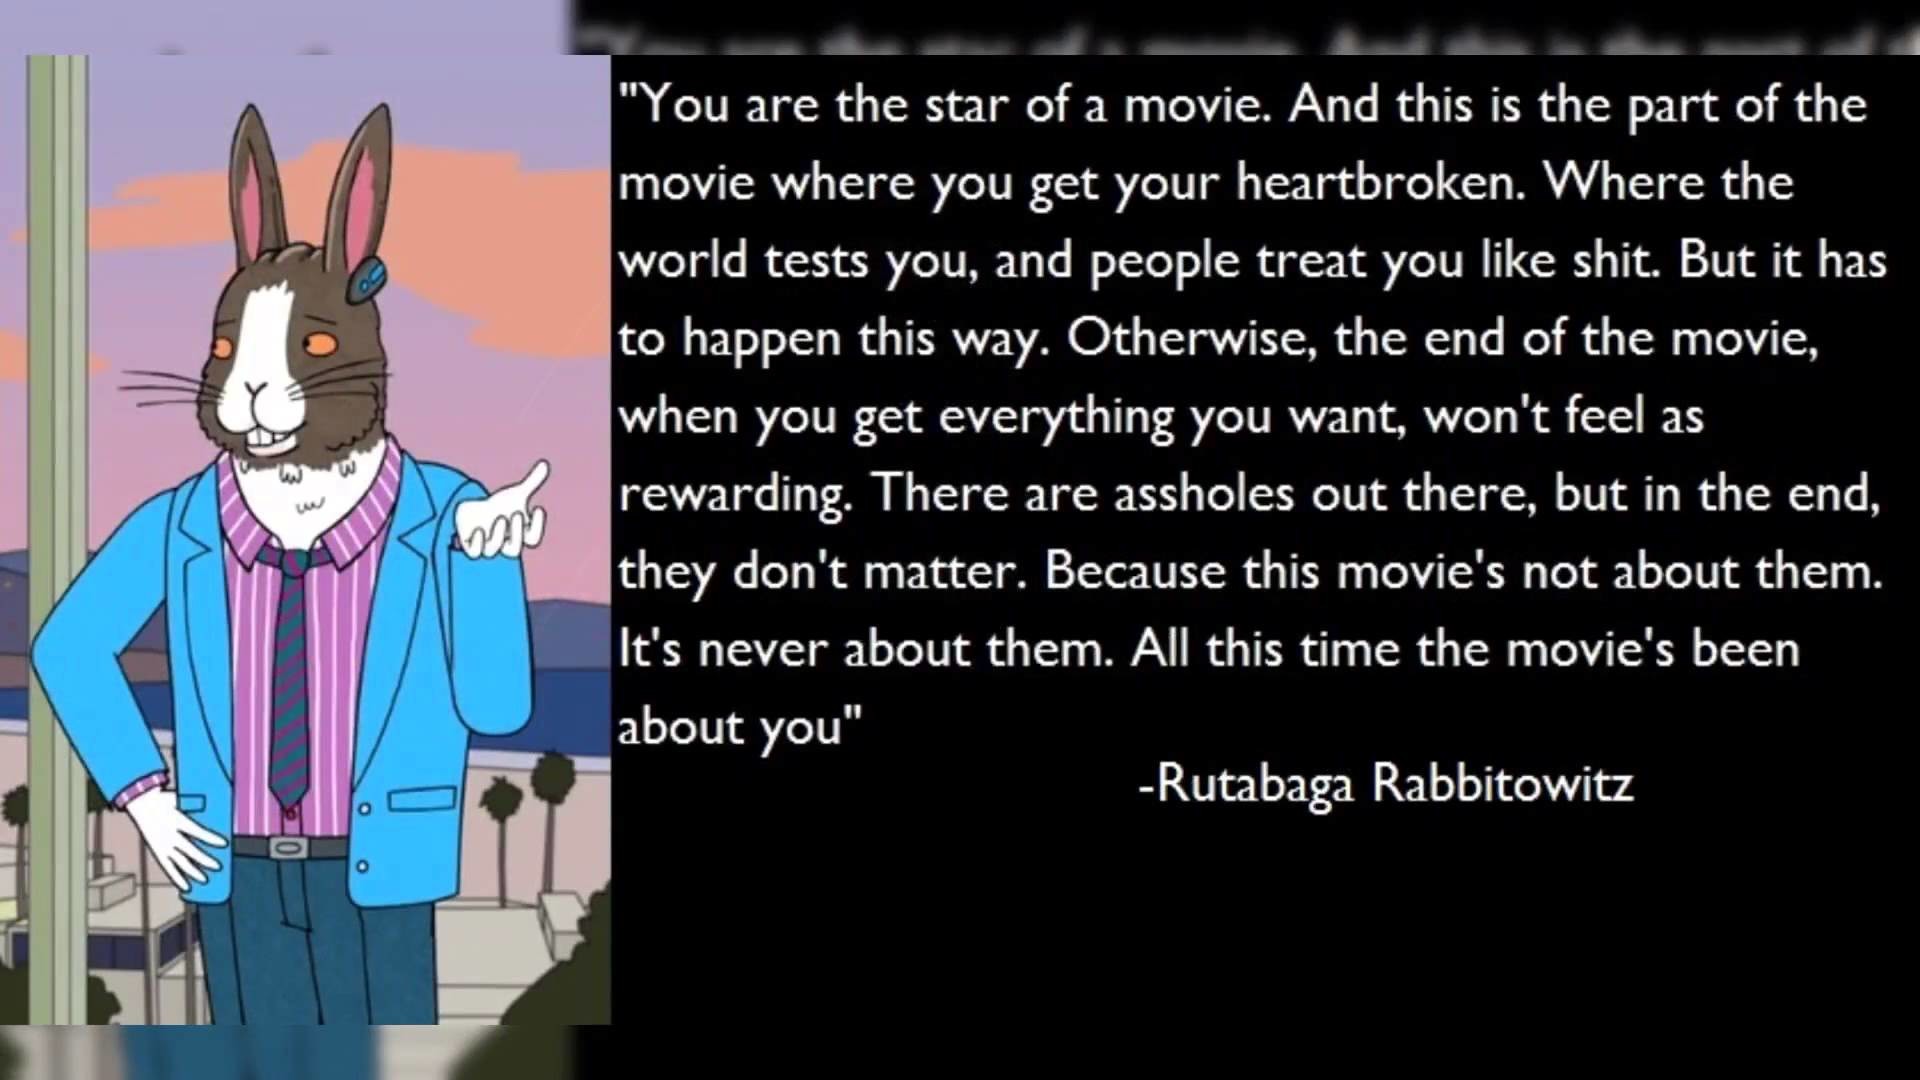 "You are the star of a movie. And this is the part of the
movie where you get your heartbroken. Where the
world tests you, and people treat you like shit. But it has
to happen this way. Otherwise, the end of the movie,
when you get everything you want, won't feel as
rewarding. There are assholes out there, but in the end,
they don't matter. Because this movie's not about them.
It's never about them. All this time the movie's been
about you"
-Rutabaga Rabbitowitz